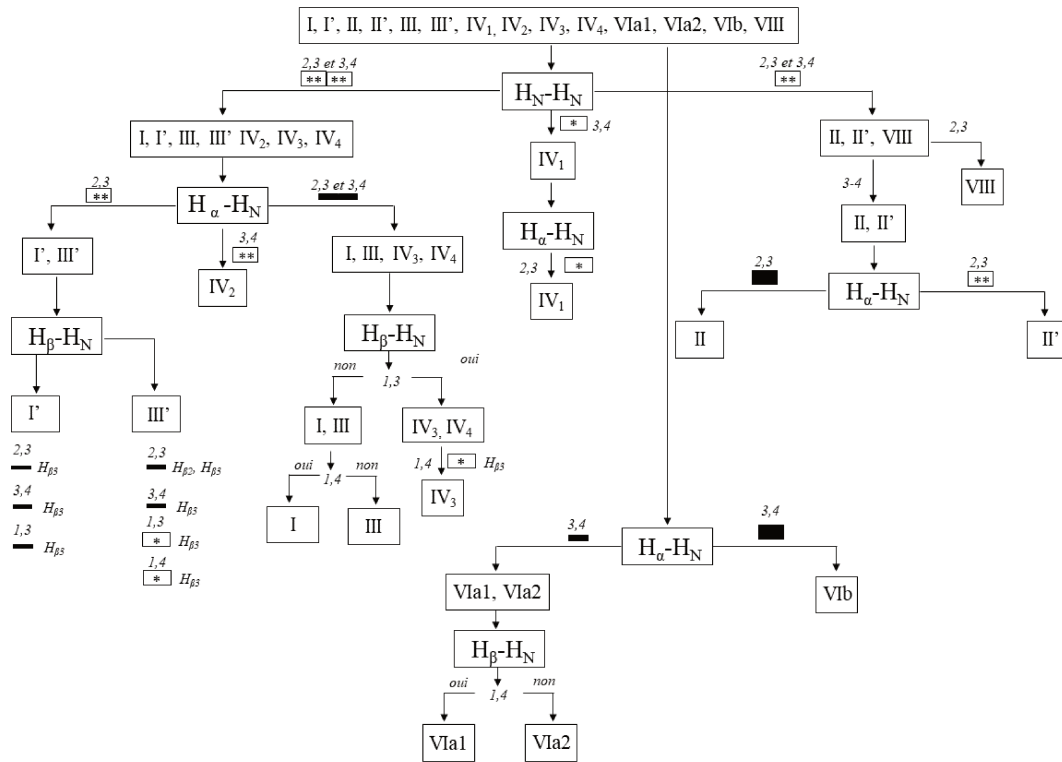 I, I’, II, II’, III, III’, IV1, IV2, IV3, IV4, VIa1, VIa2, VIb, VIII
2,3 et 3,4
** **
HN-HN
2,3 et 3,4
**
* 3,4
I, I’, III, III’ IV2, IV3, IV4
IV1
II, II’, VIII
2,3
VIII
2,3
**
Hα-HN
2,3 et 3,4
3,4
**
Hα-HN
3-4
II, II’
I’, III’
IV2
I, III, IV3, IV4
2,3 *
IV1
2,3
Hα-HN
2,3
**
II
II’
Hβ-HN
Hβ-HN
non 1,3 oui
I’
III’
I, III
IV3, IV4
2,3
Hβ3
2,3
Hβ2, Hβ3
oui 1,4 non
1,4 * Hβ3
3,4
Hβ3
3,4
Hβ3
I
III
IV3
1,3
Hβ3
1,3
* Hβ3
1,4
* Hβ3
3,4
Hα-HN
3,4
VIa1, VIa2
VIb
Hβ-HN
oui 1,4 non
VIa1
VIa2